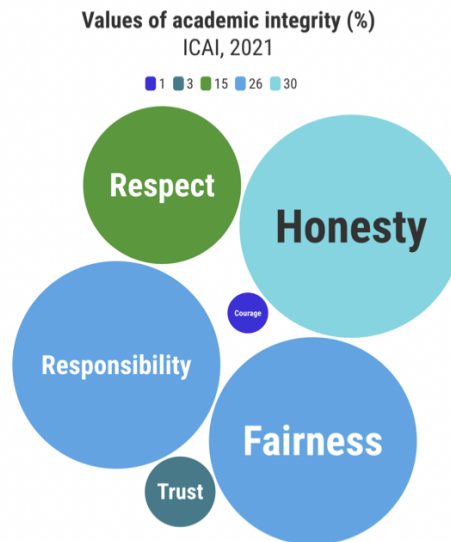 Values of academic integrity (%)
ICAI, 2021
1 3 15 26 30
Respect
Honesty
Courage
Responsibility
Fairness
Trust